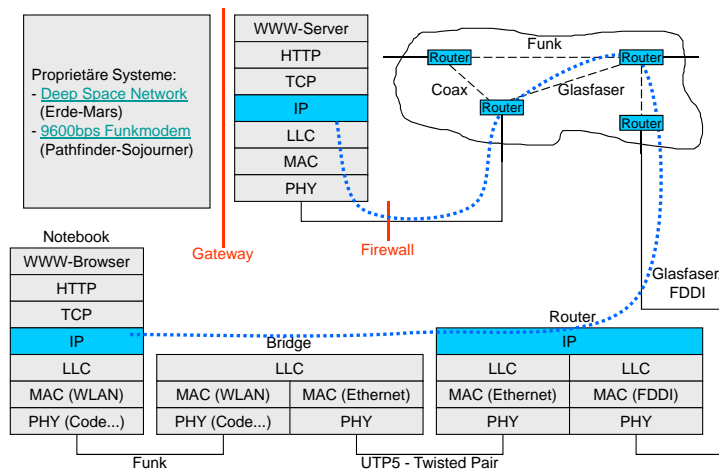 Proprietäre Systeme:
- Deep Space Network
(Erde-Mars)
- 9600bps Funkmodem
(Pathfinder-Sojourner)
Gateway
WWW-Server
HTTP
TCP
IP
LLC
MAC
PHY
Firewall
Router
Funk
Router
Coax
Glasfaser
Router
Router
Glasfaser,
FDDI
Notebook
WWW-Browser
HTTP
TCP
IP
LLC
MAC (WLAN)
PHY (Code...)
Bridge
LLC
MAC (WLAN)
MAC (Ethernet)
PHY (Code...)
PHY
Router
IP
LLC
LLC
MAC (Ethernet)
MAC (FDDI)
PHY
PHY
Funk
UTP5 - Twisted Pair